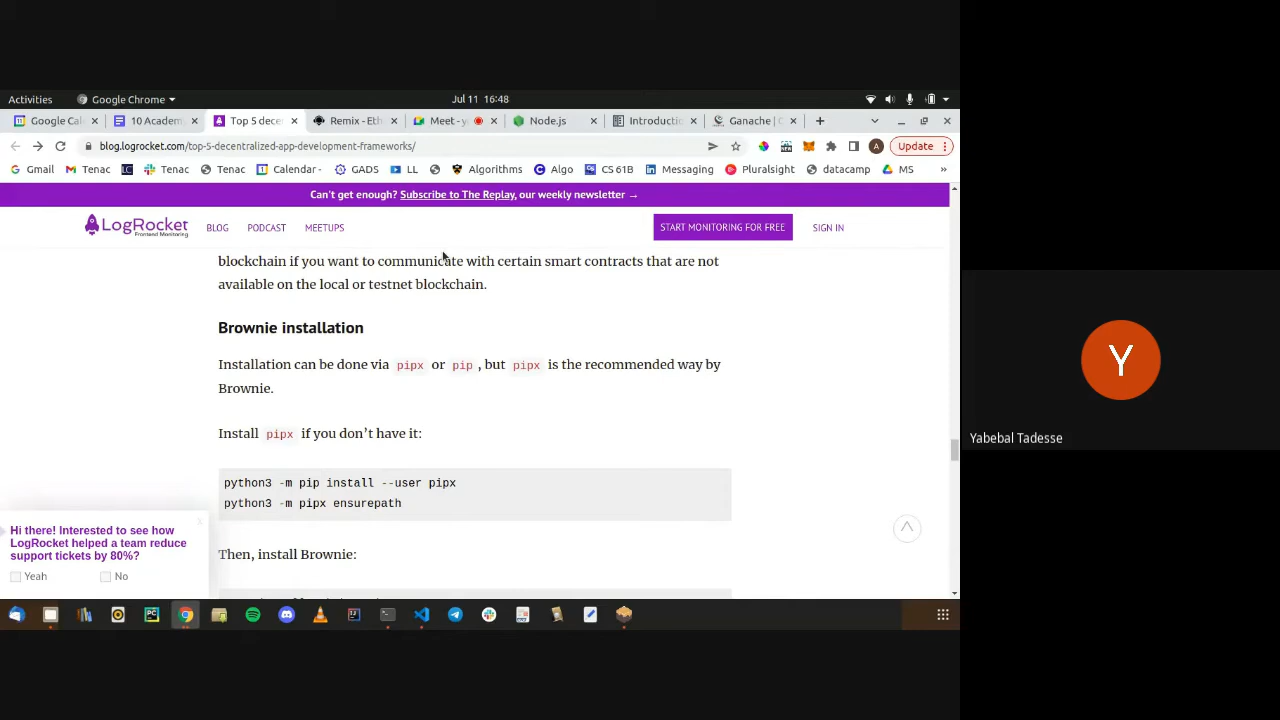 Activities
Google Chrome
Jul 11 16:48
Google Cal
10 Academy
Top 5 dece
Remix - Eth
Meet - y
Node.js
Introductio
Ganache | C
blog.logrocket.com/top-5-decentralized-app-development-frameworks/
A
Update
Gmail
Tenac
LC
Tenac
Tenac
Calendar -
GADS
LL
Algorithms
Algo
CS 61B
Messaging
Pluralsight
datacamp
MS
»
Can't get enough? Subscribe to The Replay, our weekly newsletter →
LogRocket
Frontend Monitoring
BLOG
PODCAST
MEETUPS
START MONITORING FOR FREE
SIGN IN
blockchain if you want to communicate with certain smart contracts that are not
available on the local or testnet blockchain.
Brownie installation
Installation can be done via pipx or pip , but pipx is the recommended way by
Brownie.
Install pipx if you don’t have it:
python3 -m pip install --user pipx
python3 -m pipx ensurepath
Then, install Brownie:
x
Hi there! Interested to see how
LogRocket helped a team reduce
support tickets by 80%?
Yeah
No
Y
Yabebal Tadesse